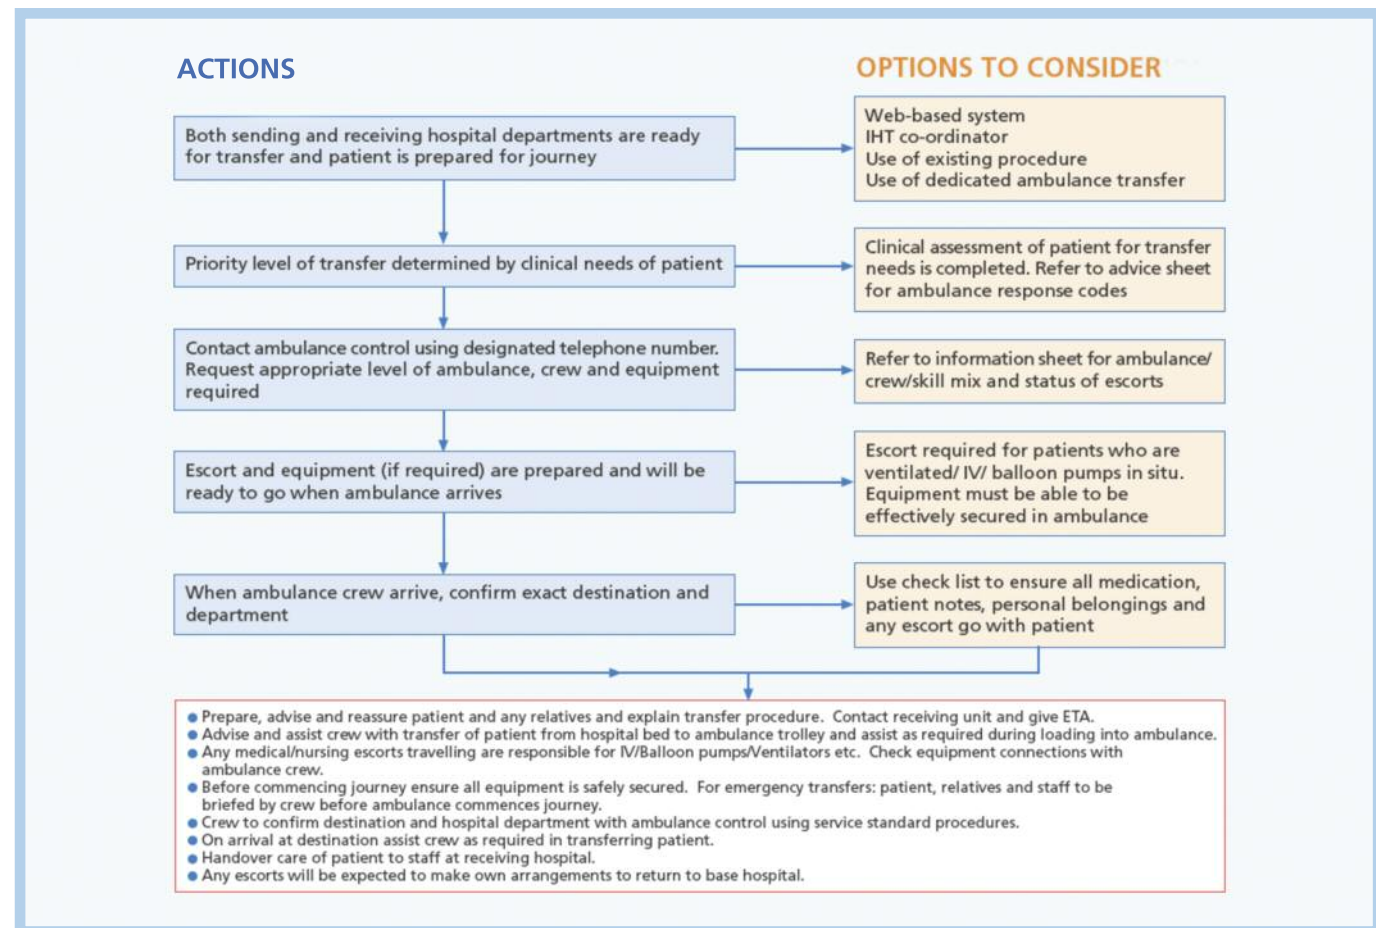 ACTIONS
OPTIONS TO CONSIDER
Both sending and receiving hospital departments are ready
for transfer and patient is prepared for journey
Web-based system
IHT co-ordinator
Use of existing procedure
Use of dedicated ambulance transfer
Priority level of transfer determined by clinical needs of patient
Clinical assessment of patient for transfer
needs is completed. Refer to advice sheet
for ambulance response codes
Contact ambulance control using designated telephone number.
Request appropriate level of ambulance, crew and equipment
required
Refer to information sheet for ambulance/
crew/skill mix and status of escorts
Escort and equipment (if required) are prepared and will be
ready to go when ambulance arrives
Escort required for patients who are
ventilated/ IV/ balloon pumps in situ.
Equipment must be able to be
effectively secured in ambulance
When ambulance crew arrive, confirm exact destination and
department
Use check list to ensure all medication,
patient notes, personal belongings and
any escort go with patient
● Prepare, advise and reassure patient and any relatives and explain transfer procedure. Contact receiving unit and give ETA.
● Advise and assist crew with transfer of patient from hospital bed to ambulance trolley and assist as required during loading into ambulance.
● Any medical/nursing escorts travelling are responsible for IV/Balloon pumps/Ventilators etc. Check equipment connections with
ambulance crew.
● Before commencing journey ensure all equipment is safely secured. For emergency transfers: patient, relatives and staff to be
briefed by crew before ambulance commences journey.
● Crew to confirm destination and hospital department with ambulance control using service standard procedures.
● On arrival at destination assist crew as required in transferring patient.
● Handover care of patient to staff at receiving hospital.
● Any escorts will be expected to make own arrangements to return to base hospital.